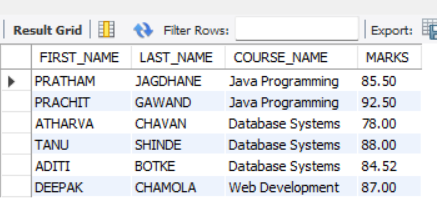 Result Grid Filter Rows: Export:
FIRST_NAME LAST_NAME COURSE_NAME MARKS
PRATHAM JAGDHANE Java Programming 85.50
PRACHIT GAWAND Java Programming 92.50
ATHARVA CHAVAN Database Systems 78.00
TANU SHINDE Database Systems 88.00
ADITI BOTKE Database Systems 84.52
DEEPAK CHAMOLA Web Development 87.00